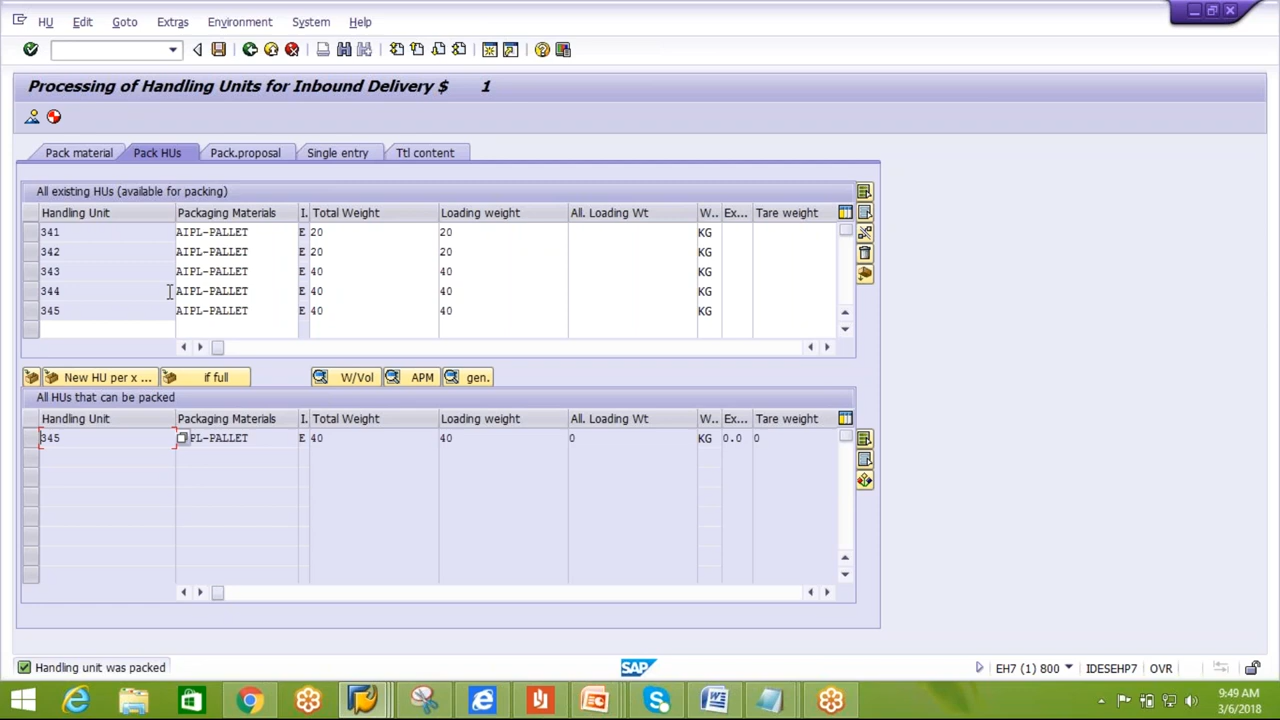 HU Edit Goto Extras Environment System Help
Processing of Handling Units for Inbound Delivery $ 1
Pack material Pack HUs Pack.proposal Single entry Ttl content
All existing HUs (available for packing)
Handling Unit Packaging Materials I. Total Weight Loading weight All. Loading Wt W.. Ex... Tare weight
341 AIPL-PALLET E 20 20 KG
342 AIPL-PALLET E 20 20 KG
343 AIPL-PALLET E 40 40 KG
344 AIPL-PALLET E 40 40 KG
345 AIPL-PALLET E 40 40 KG
New HU per x ... if full W/Vol APM gen.
All HUs that can be packed
Handling Unit Packaging Materials I. Total Weight Loading weight All. Loading Wt W.. Ex... Tare weight
345 PL-PALLET E 40 40 0 KG 0.0 0
Handling unit was packed SAP EH7 (1) 800 IDESEHP7 OVR
9:49 AM
3/6/2018